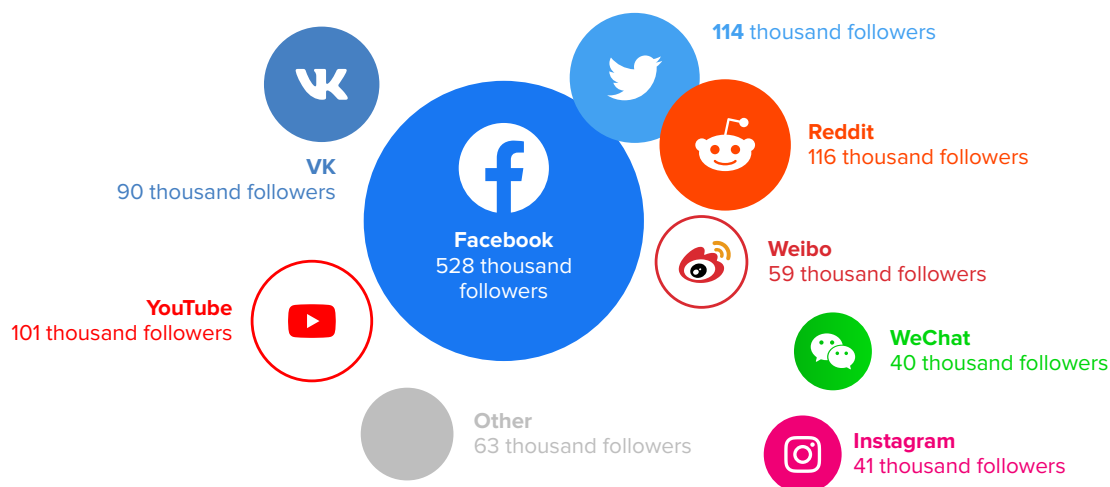 114 thousand followers
VK
90 thousand followers
Reddit
116 thousand followers
Facebook
528 thousand
followers
Weibo
59 thousand followers
YouTube
101 thousand followers
WeChat
40 thousand followers
Other
63 thousand followers
Instagram
41 thousand followers